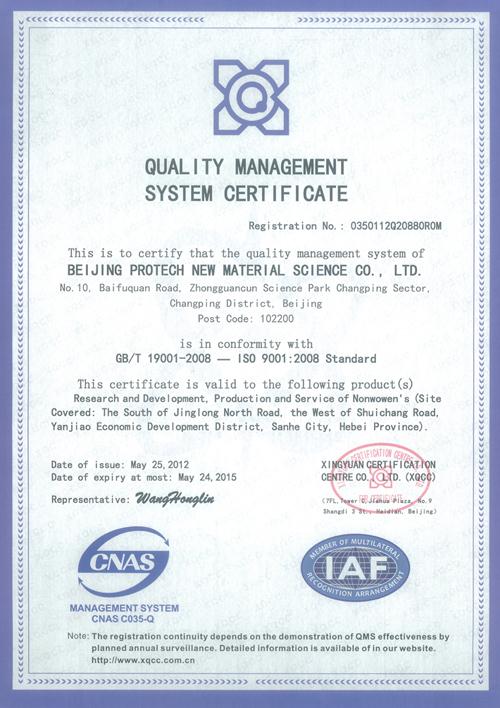 QUALITY MANAGEMENT
SYSTEM CERTIFICATE
Registration No.: 0350112Q20880R0M
This is to certify that the quality management system of
BEIJING PROTECH NEW MATERIAL SCIENCE CO., LTD.
No.10, Baifuquan Road, Zhongguancun Science Park Changping Sector,
Changping District, Beijing
Post Code: 102200
is in conformity with
GB/T 19001-2008 — ISO 9001:2008 Standard
This certificate is valid to the following product(s)
Research and Development, Production and Service of Nonwowen's (Site
Covered: The South of Jinglong North Road, the West of Shuichang Road,
Yanjiao Economic Development District, Sanhe City, Hebei Province).
Date of issue: May 25,2012
Date of expiry at most: May 24,2015
Representative: WangHonglin
XINGYUAN CERTIFICATION
CENTRE CO., LTD. (XQCC)
(7FL,Tower C,Jiahua Plaza, No.9
Shangdi 3 St., Haidian, Beijing)
CNAS
MANAGEMENT SYSTEM
CNAS C035-Q
MEMBER OF MULTILATERAL
IAF
RECOGNITION ARRANGEMENT
Note: The registration continuity depends on the demonstration of QMS effectiveness by
planned annual surveillance. Detailed information is available of in our website.
http://www.xqcc.com.cn